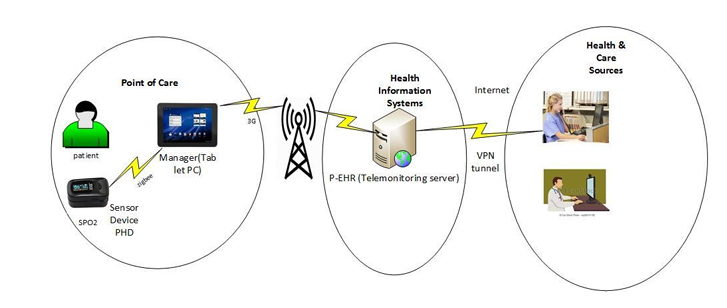 Point of Care
patient
Manager(Tab
let PC)
zigbee
SPO2
Sensor
Device
PHD
3G
Health
Information
Systems
P-EHR (Telemonitoring server)
Internet
VPN
tunnel
Health &
Care
Sources